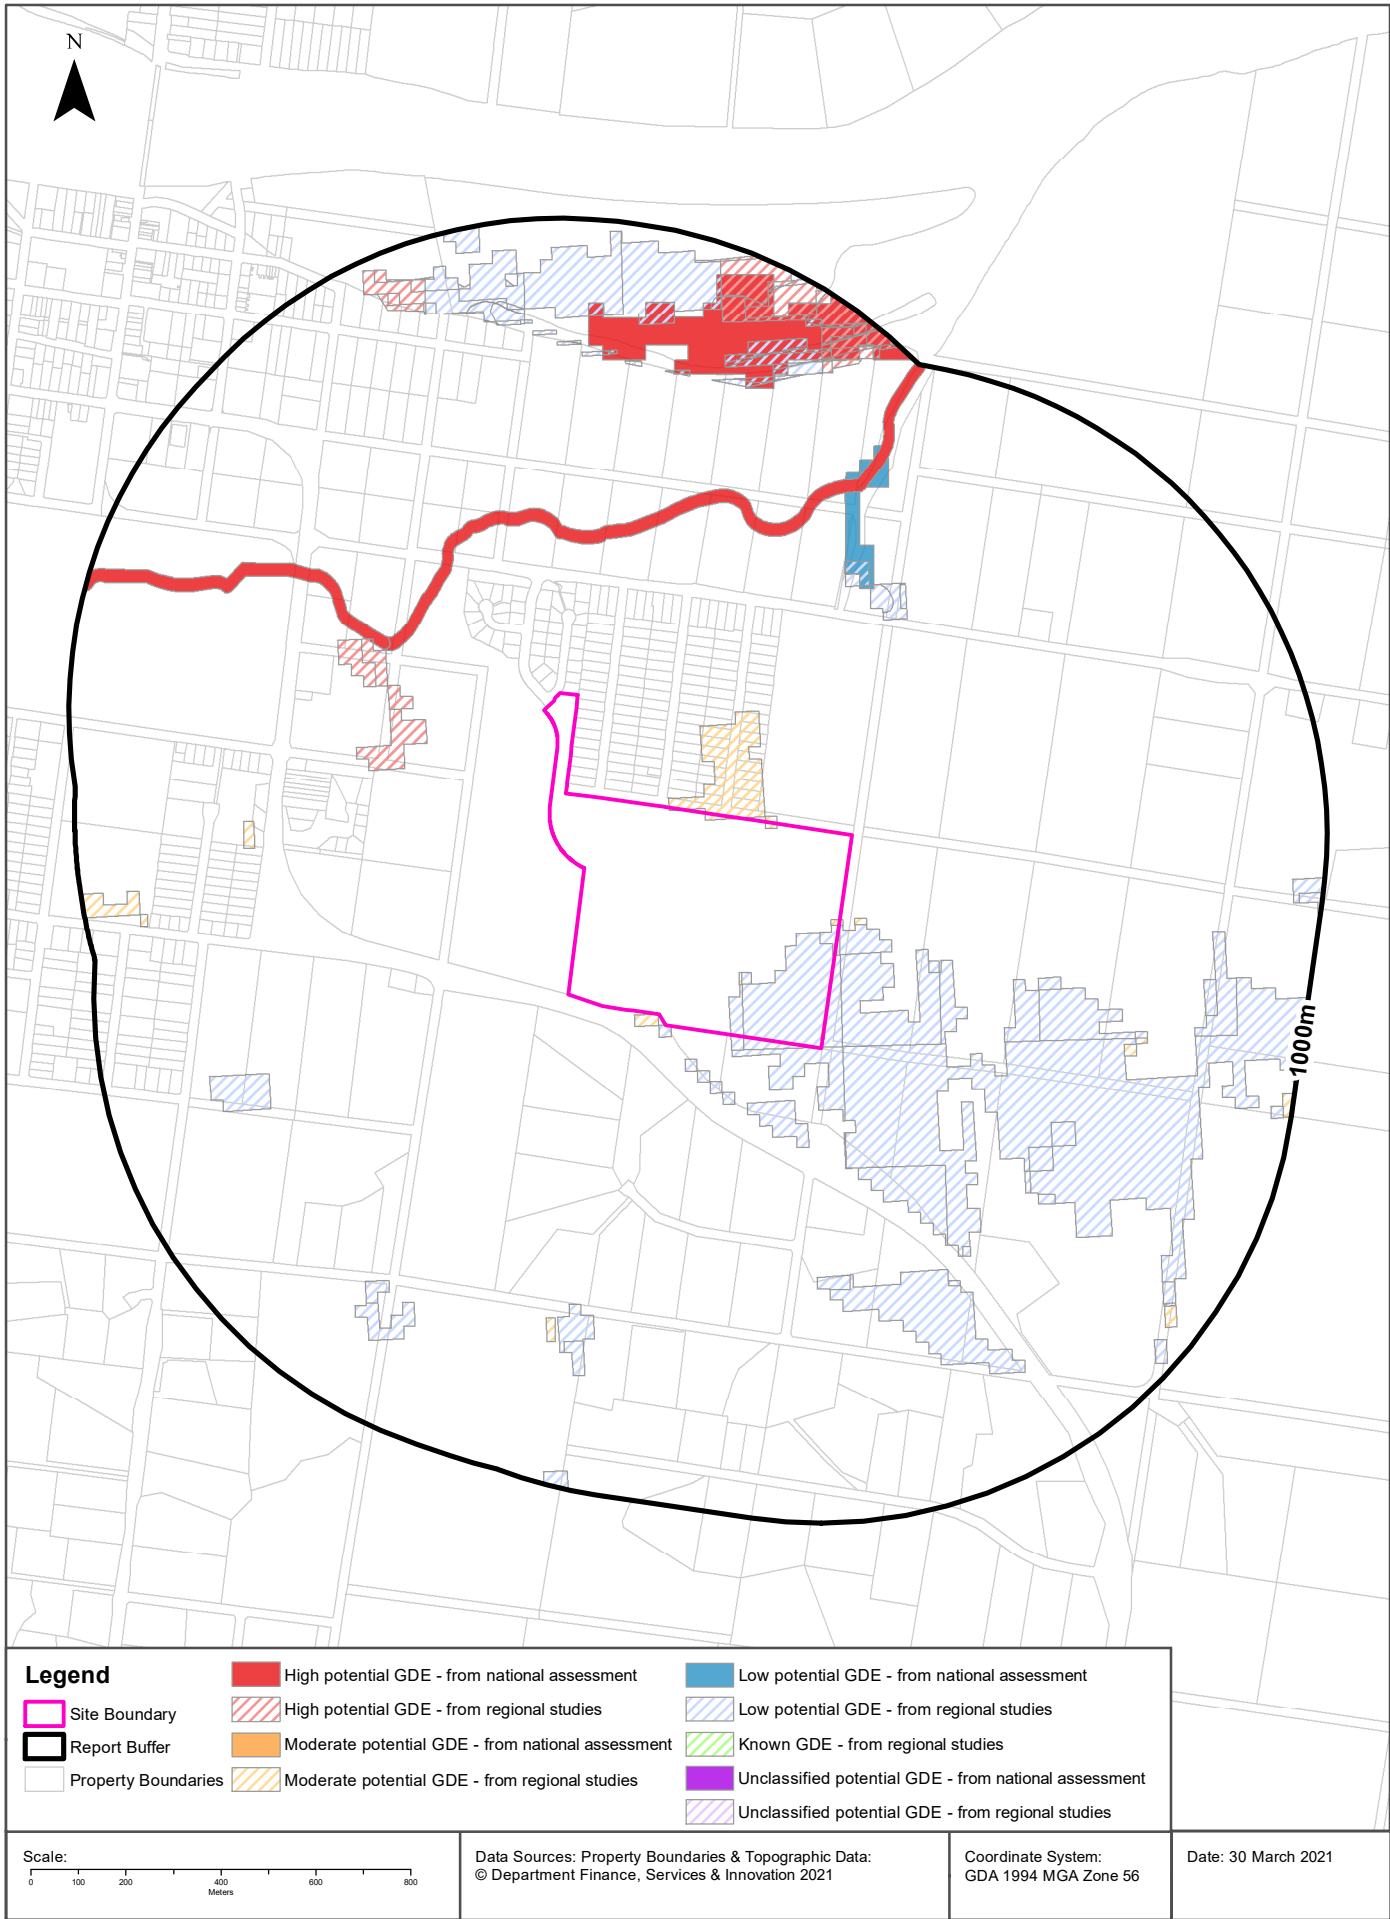 N
1000m
Legend
Site Boundary
Report Buffer
Property Boundaries
High potential GDE - from national assessment
High potential GDE - from regional studies
Moderate potential GDE - from national assessment
Moderate potential GDE - from regional studies
Low potential GDE - from national assessment
Low potential GDE - from regional studies
Known GDE - from regional studies
Unclassified potential GDE - from national assessment
Unclassified potential GDE - from regional studies
Scale:
0 100 200 400 600 800
Meters
Data Sources: Property Boundaries & Topographic Data:
© Department Finance, Services & Innovation 2021
Coordinate System:
GDA 1994 MGA Zone 56
Date: 30 March 2021